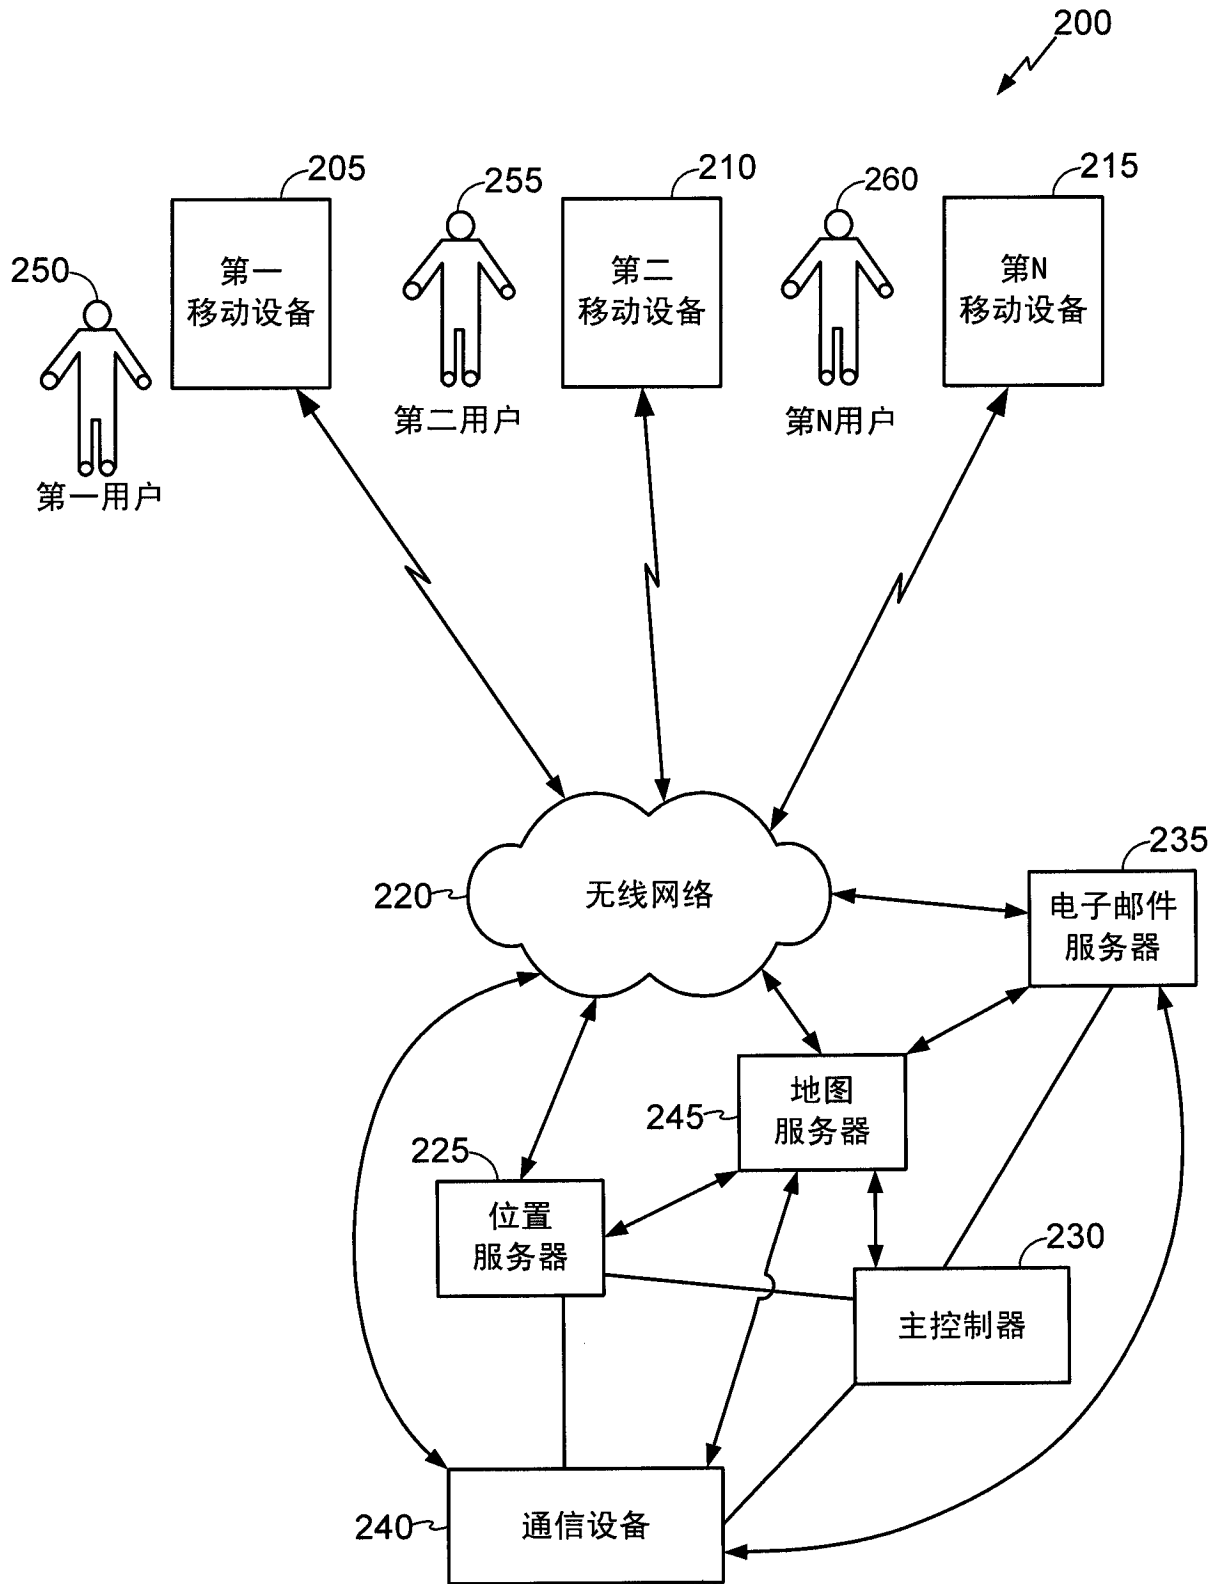 200
205
255
210
260
215
250
第一
移动设备
第二
移动设备
第N
移动设备
第二用户
第N用户
第一用户
235
220
无线网络
电子邮件
服务器
245
地图
服务器
225
位置
服务器
230
主控制器
240
通信设备